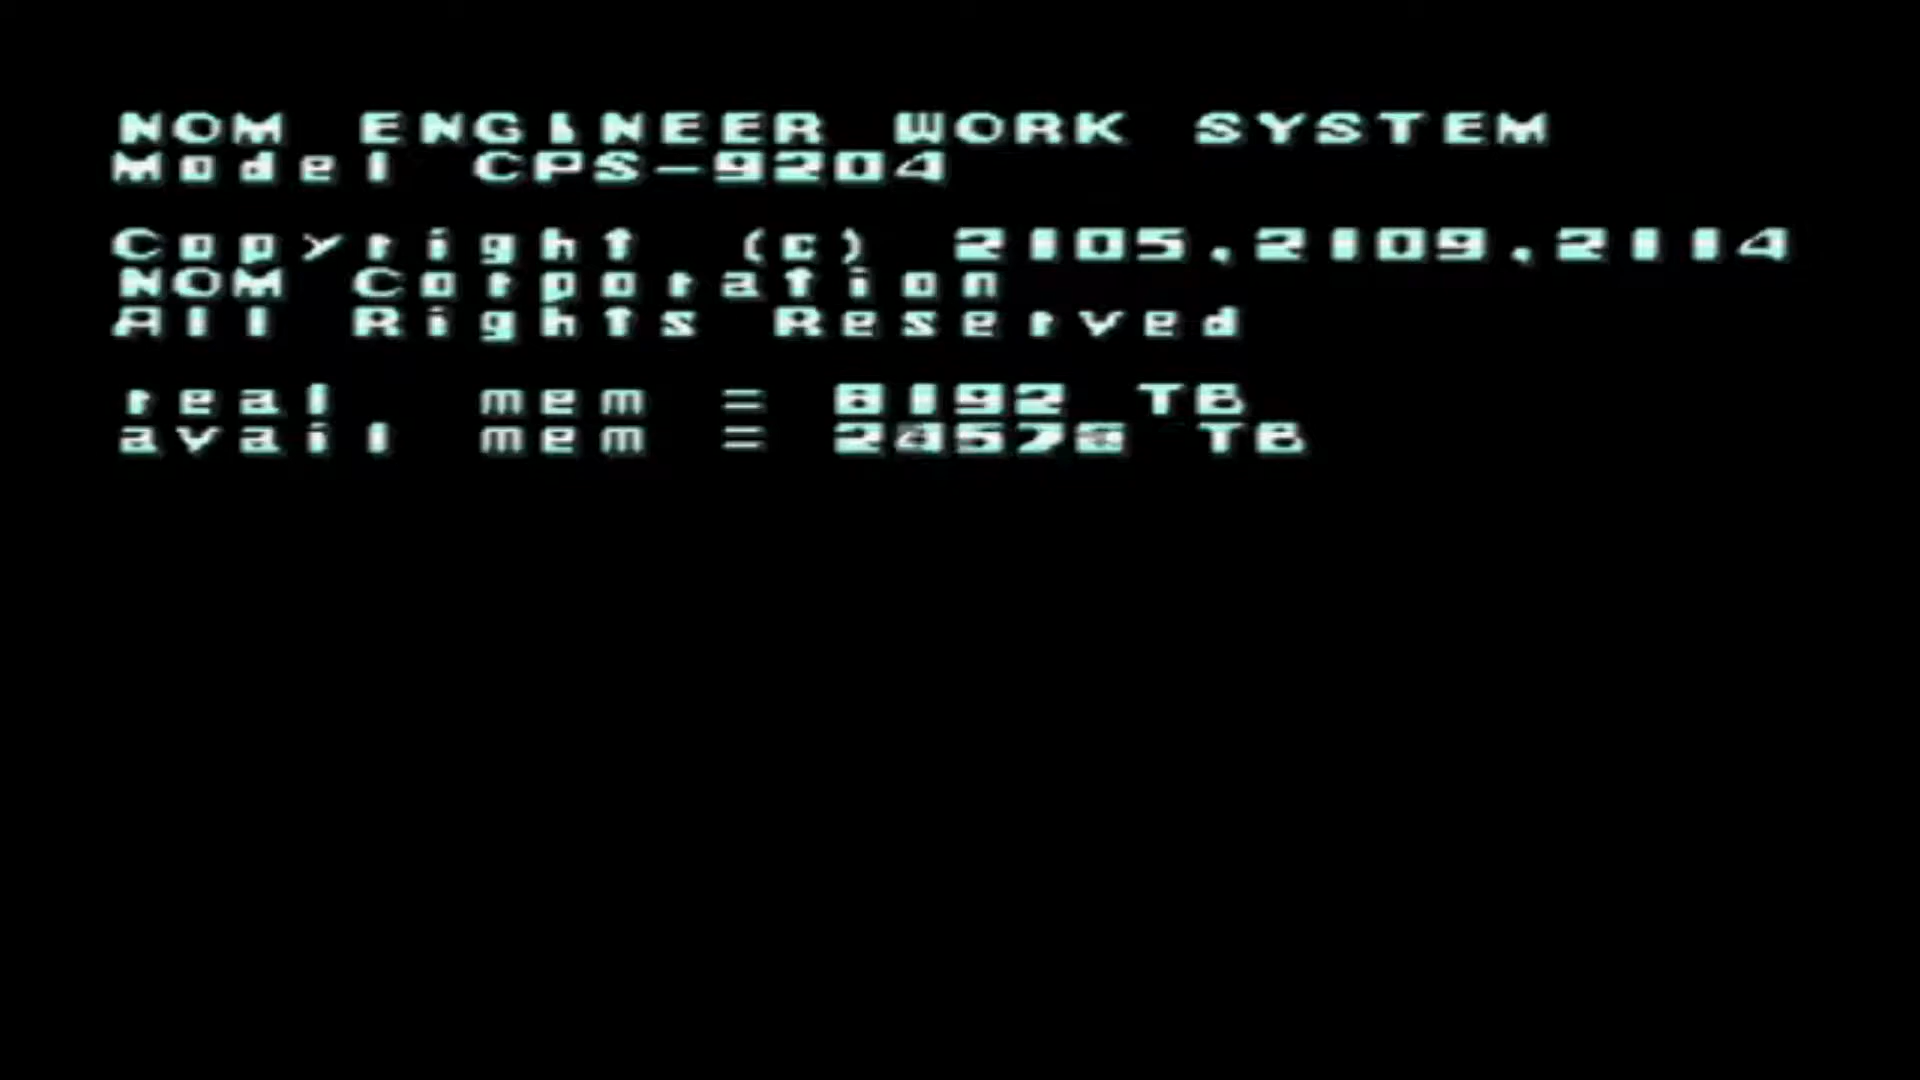 NOM ENGINEER WORK SYSTEM
Model CPS-9204
Copyright (c) 2105,2109,2114
NOM Corporation
All Rights Reserved
real mem = 8192 TB
avail mem = TB